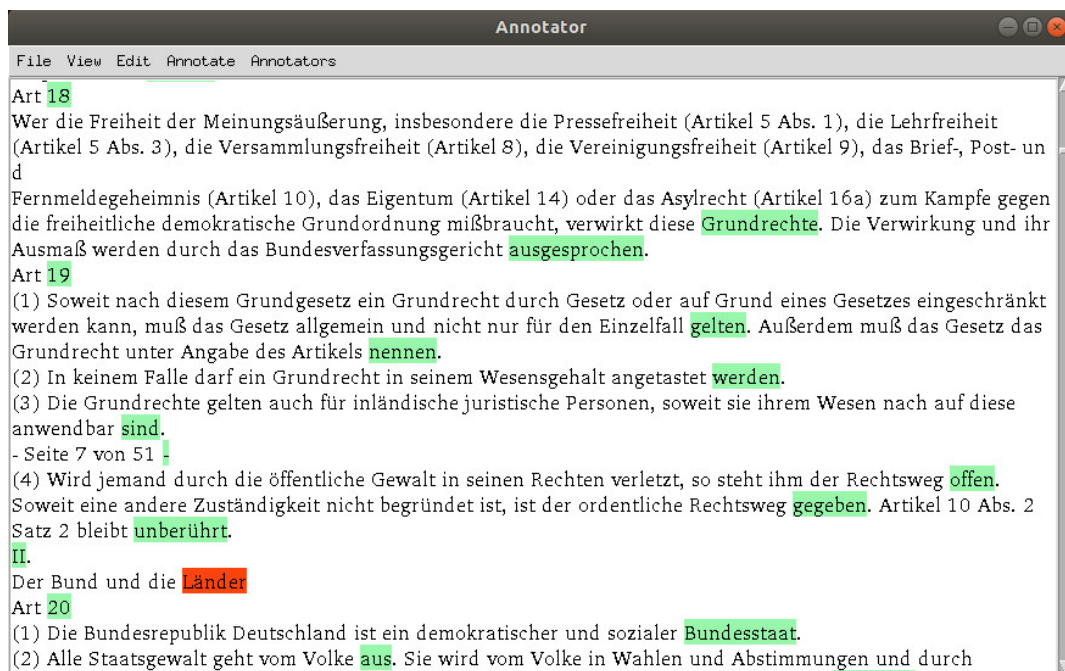 Annotator
File View Edit Annotate Annotators
Art 18
Wer die Freiheit der Meinungsäußerung, insbesondere die Pressefreiheit (Artikel 5 Abs. 1), die Lehrfreiheit
(Artikel 5 Abs. 3), die Versammlungsfreiheit (Artikel 8), die Vereinigungsfreiheit (Artikel 9), das Brief-, Post- un
d
Fernmeldegeheimnis (Artikel 10), das Eigentum (Artikel 14) oder das Asylrecht (Artikel 16a) zum Kampfe gegen
die freiheitliche demokratische Grundordnung mißbraucht, verwirkt diese Grundrechte. Die Verwirkung und ihr
Ausmaß werden durch das Bundesverfassungsgericht ausgesprochen.
Art 19
(1) Soweit nach diesem Grundgesetz ein Grundrecht durch Gesetz oder auf Grund eines Gesetzes eingeschränkt
werden kann, muß das Gesetz allgemein und nicht nur für den Einzelfall gelten. Außerdem muß das Gesetz das
Grundrecht unter Angabe des Artikels nennen.
(2) In keinem Falle darf ein Grundrecht in seinem Wesensgehalt angetastet werden.
(3) Die Grundrechte gelten auch für inländische juristische Personen, soweit sie ihrem Wesen nach auf diese
anwendbar sind.
- Seite 7 von 51 -
(4) Wird jemand durch die öffentliche Gewalt in seinen Rechten verletzt, so steht ihm der Rechtsweg offen.
Soweit eine andere Zuständigkeit nicht begründet ist, ist der ordentliche Rechtsweg gegeben. Artikel 10 Abs. 2
Satz 2 bleibt unberührt.
II.
Der Bund und die Länder
Art 20
(1) Die Bundesrepublik Deutschland ist ein demokratischer und sozialer Bundesstaat.
(2) Alle Staatsgewalt geht vom Volke aus. Sie wird vom Volke in Wahlen und Abstimmungen und durch